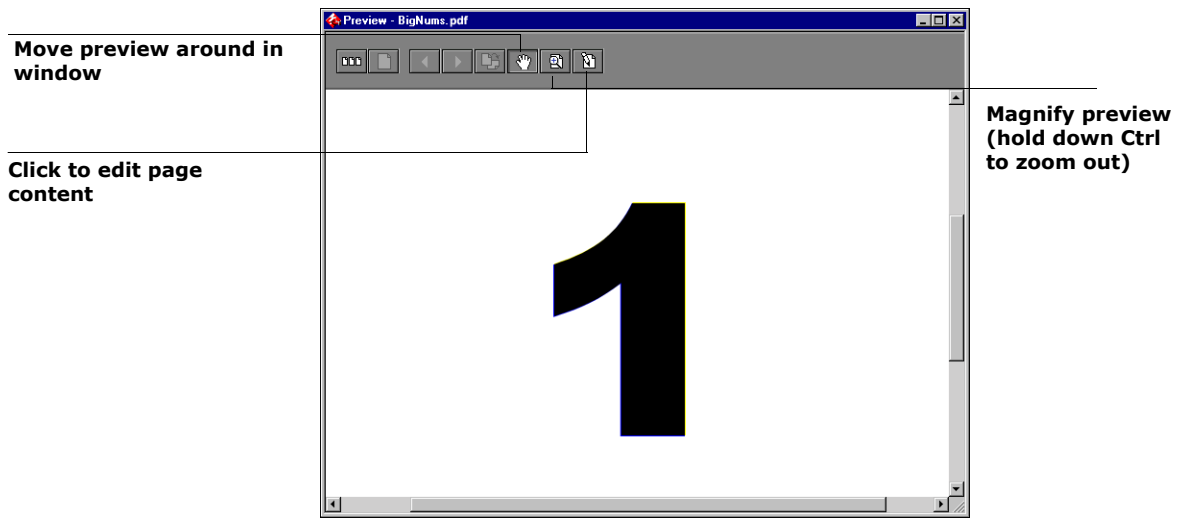 Preview - BigNums.pdf
Move preview around in
window
Magnify preview
(hold down Ctrl
to zoom out)
Click to edit page
content
1